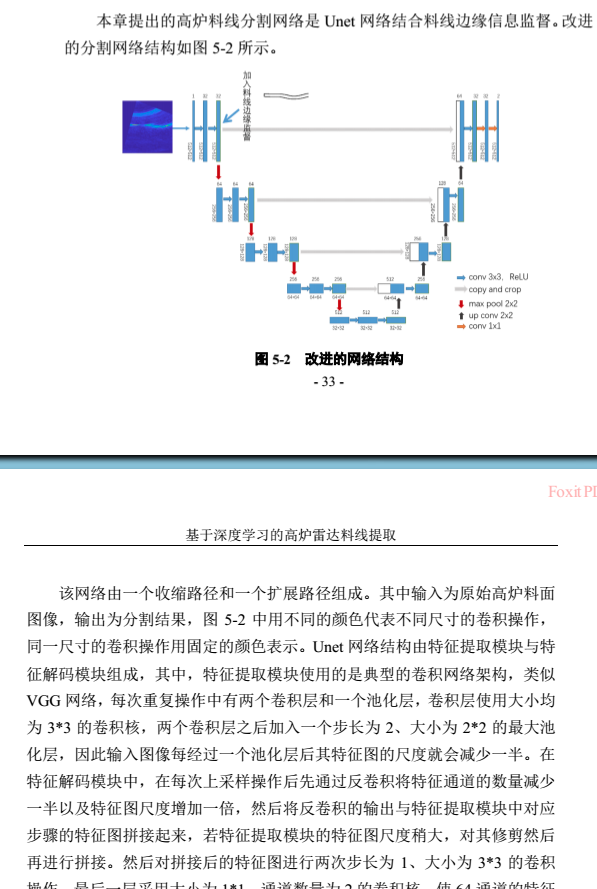 本章提出的高炉料线分割网络是 Unet 网络结合料线边缘信息监督。改进
的分割网络结构如图 5-2 所示。
加入料线边缘监督
1 32 32
64 32 32 2
64 64 64
128 64
128 128 128
256 128
256 256 256
512 256
64×64 64×64 64×64
64×64 64×64
512 512 512
32×32 32×32 32×32
conv 3x3, ReLU
copy and crop
max pool 2x2
up conv 2x2
conv 1x1
图 5-2 改进的网络结构
- 33 -
Foxit PD
基于深度学习的高炉雷达料线提取
该网络由一个收缩路径和一个扩展路径组成。其中输入为原始高炉料面
图像，输出为分割结果，图 5-2 中用不同的颜色代表不同尺寸的卷积操作，
同一尺寸的卷积操作用固定的颜色表示。Unet 网络结构由特征提取模块与特
征解码模块组成，其中，特征提取模块使用的是典型的卷积网络架构，类似
VGG 网络，每次重复操作中有两个卷积层和一个池化层，卷积层使用大小均
为 3*3 的卷积核，两个卷积层之后加入一个步长为 2、大小为 2*2 的最大池
化层，因此输入图像每经过一个池化层后其特征图的尺度就会减少一半。在
特征解码模块中，在每次上采样操作后先通过反卷积将特征通道的数量减少
一半以及特征图尺度增加一倍，然后将反卷积的输出与特征提取模块中对应
步骤的特征图拼接起来，若特征提取模块的特征图尺度稍大，对其修剪然后
再进行拼接。然后对拼接后的特征图进行两次步长为 1、大小为 3*3 的卷积
操作，最后一层采用大小为 1*1、通道数量为 2 的卷积核，使 64 通道的特征